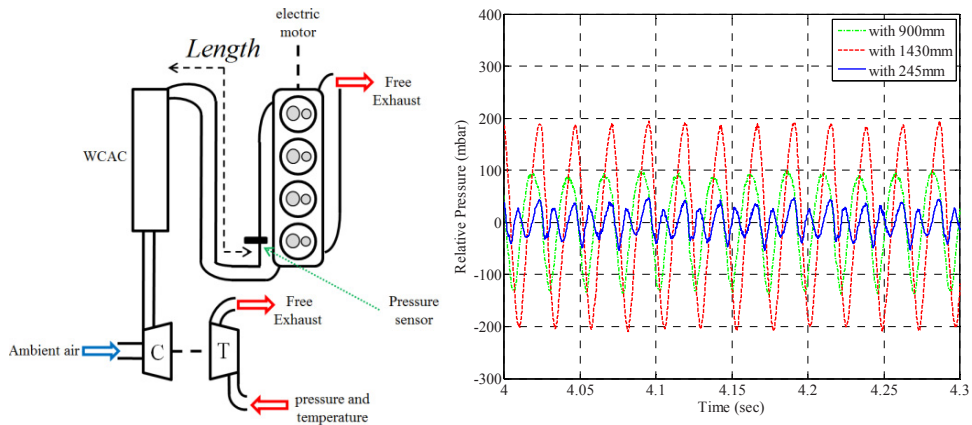 electric
motor
Length
Free
Exhaust
WCAC
Free
Exhaust
Pressure
sensor
Ambient air
C
T
pressure and
temperature
400
300
200
100
0
-100
-200
-300
Relative Pressure (mbar)
with 900mm
with 1430mm
with 245mm
4
4.05
4.1
4.15
4.2
4.25
4.3
Time (sec)